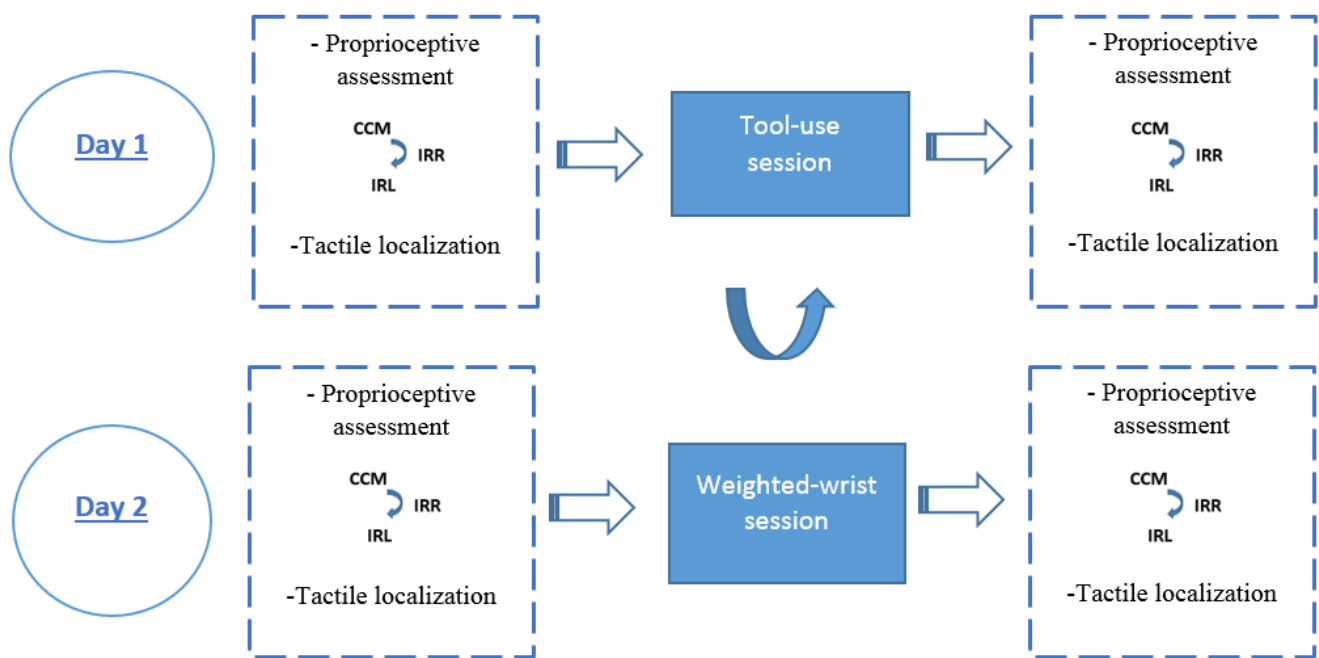 Day 1
- Proprioceptive
assessment
CCM
IRR
IRL
-Tactile localization
Tool-use
session
- Proprioceptive
assessment
CCM
IRR
IRL
-Tactile localization
Day 2
- Proprioceptive
assessment
CCM
IRR
IRL
-Tactile localization
Weighted-wrist
session
- Proprioceptive
assessment
CCM
IRR
IRL
-Tactile localization